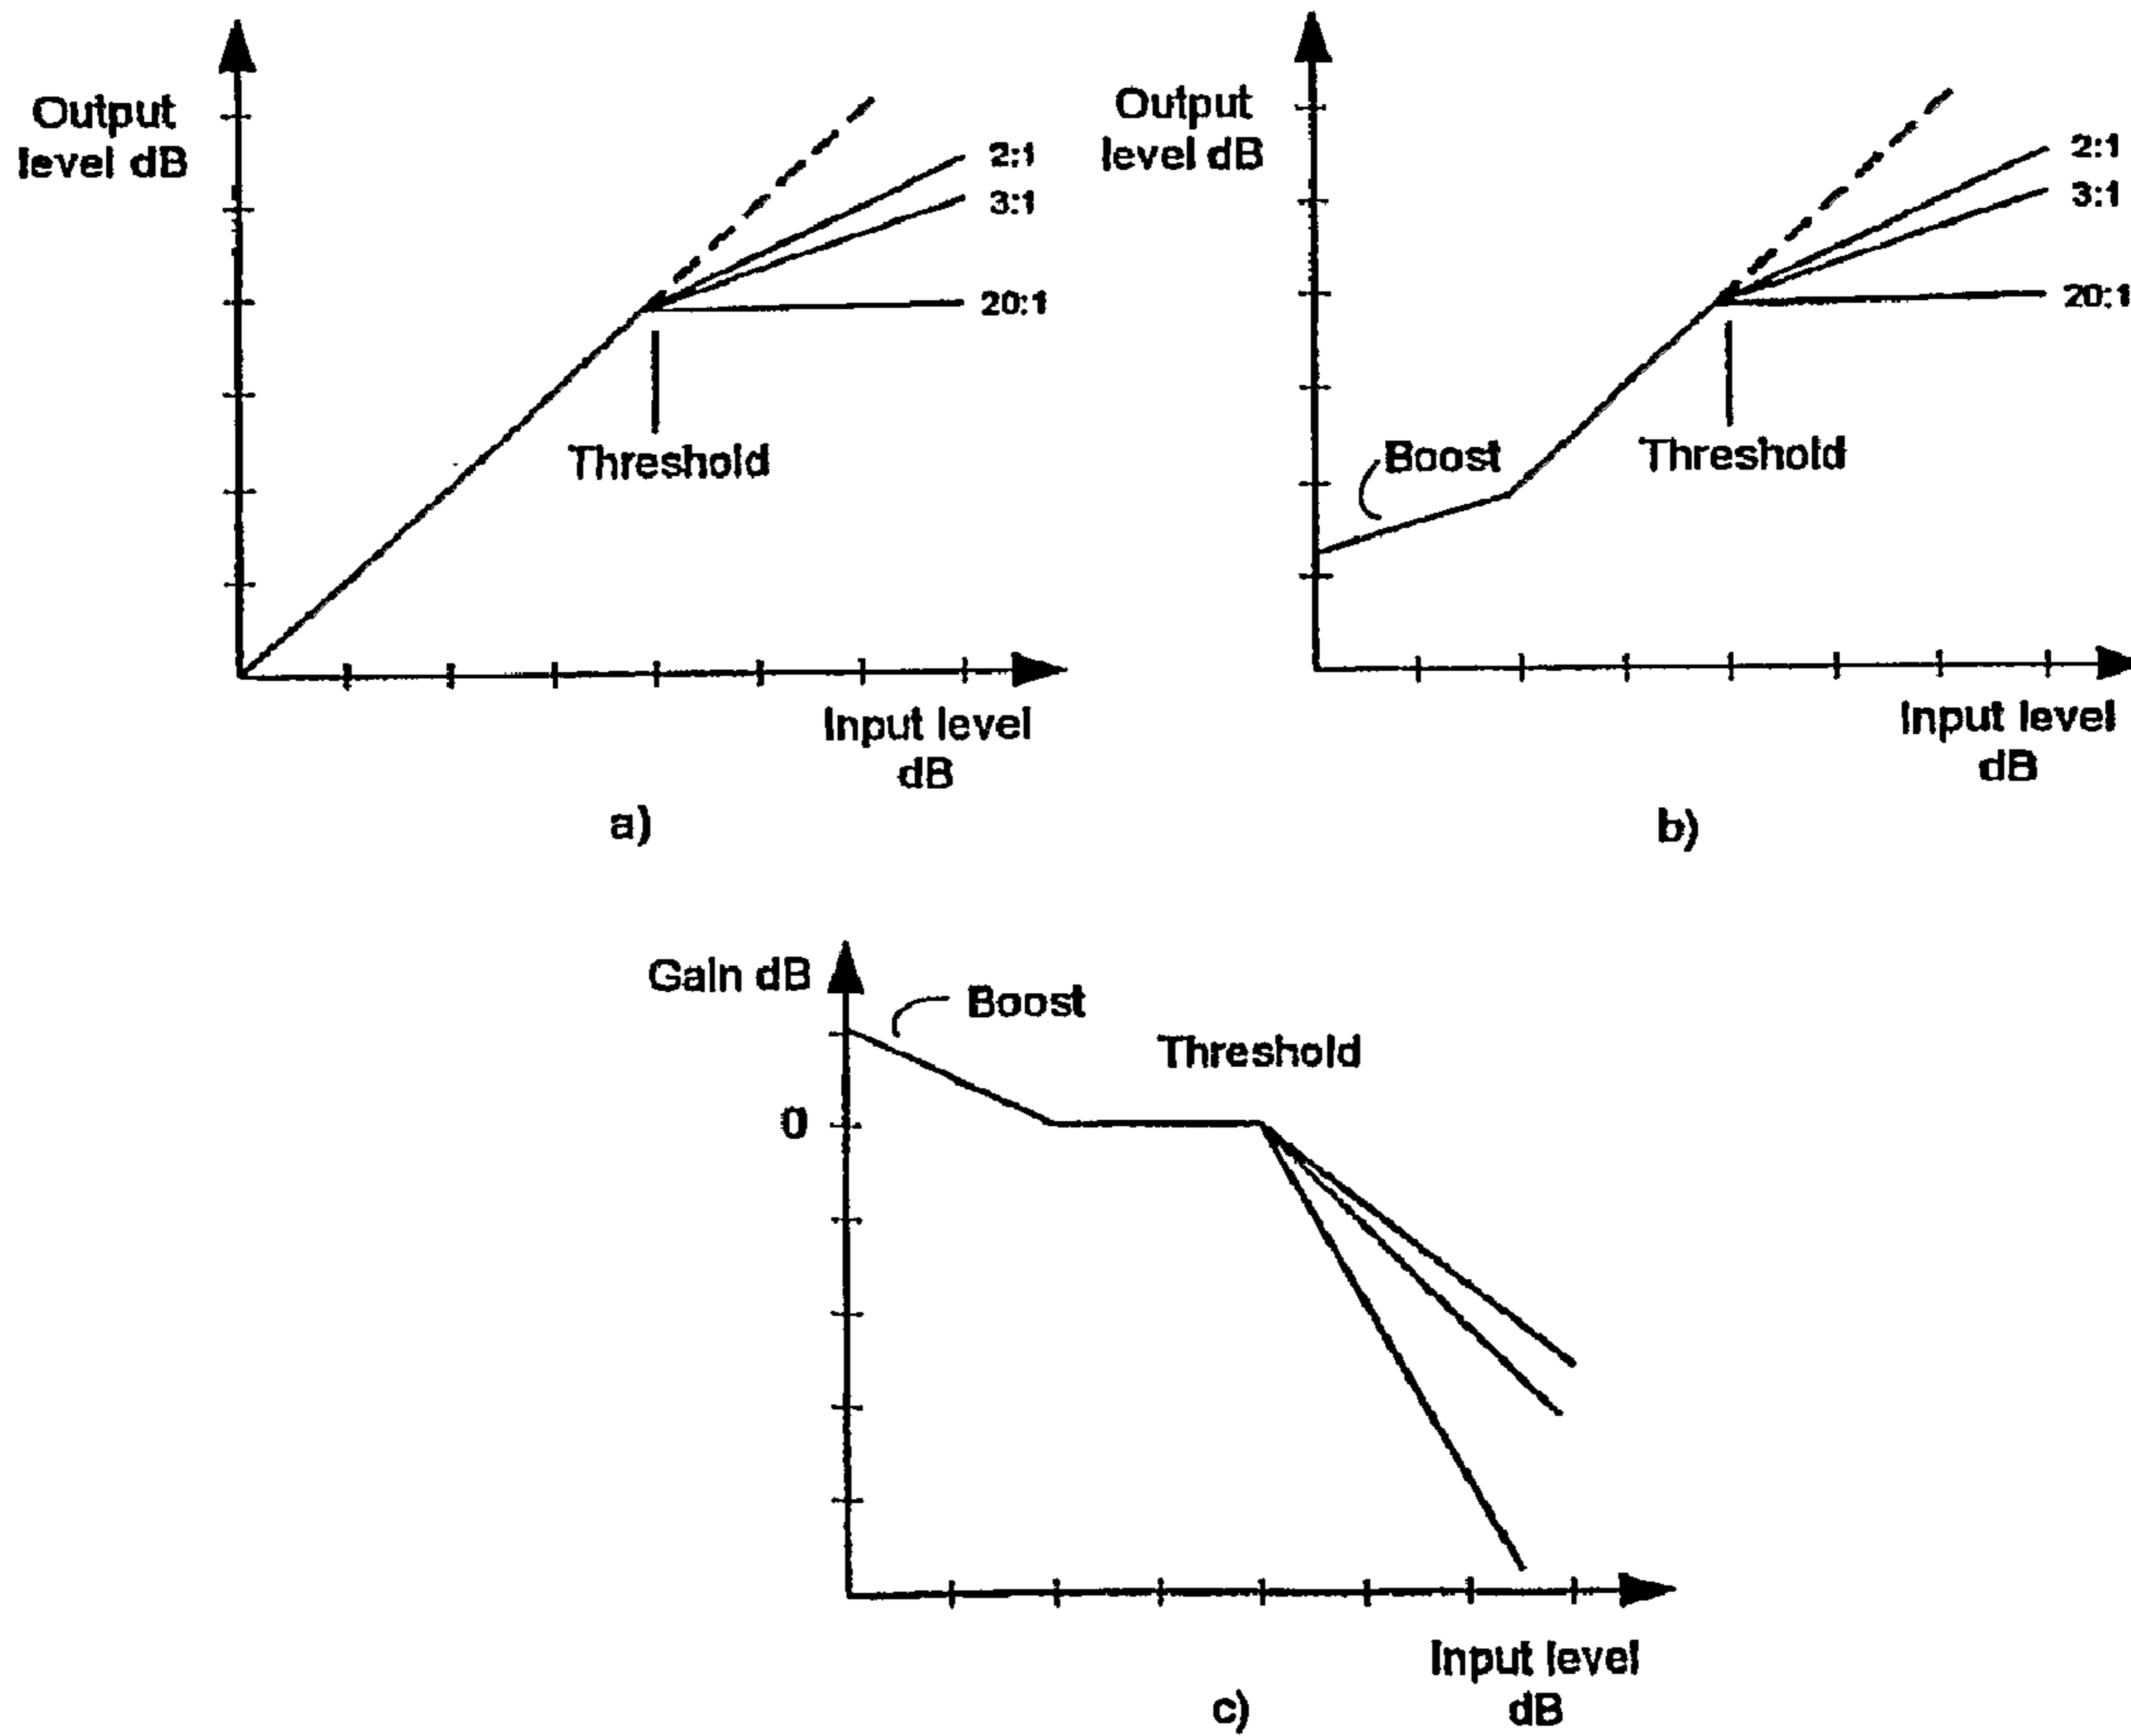 Output
level dB
2:1
3:1
20:1
Threshold
Input level
dB
a)
Output
level dB
2:1
3:1
20:1
Boost
Threshold
Input level
dB
b)
Gain dB
Boost
Threshold
0
Input level
dB
c)